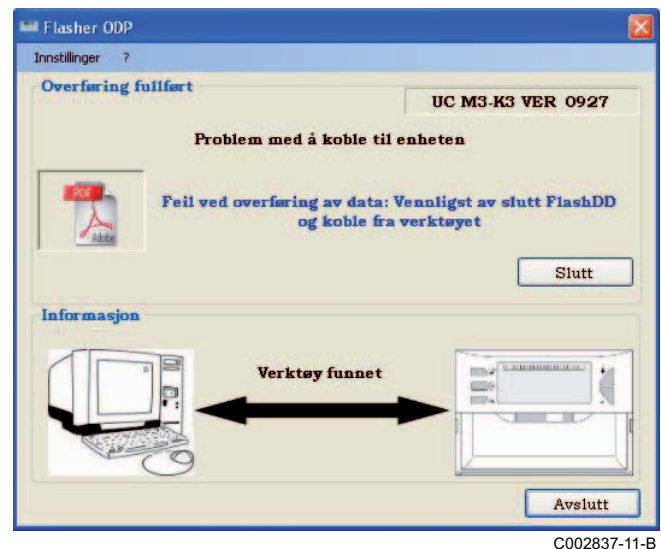 Flasher ODP
Innstillinger ?
Overføring fullført
UC M3-K3 VER 0927
Problem med å koble til enheten
PDF
Adobe
Feil ved overføring av data: Vennligst av slutt FlashDD
og koble fra verktøyet
Slutt
Informasjon
Verktøy funnet
Avslutt
C002837-11-B